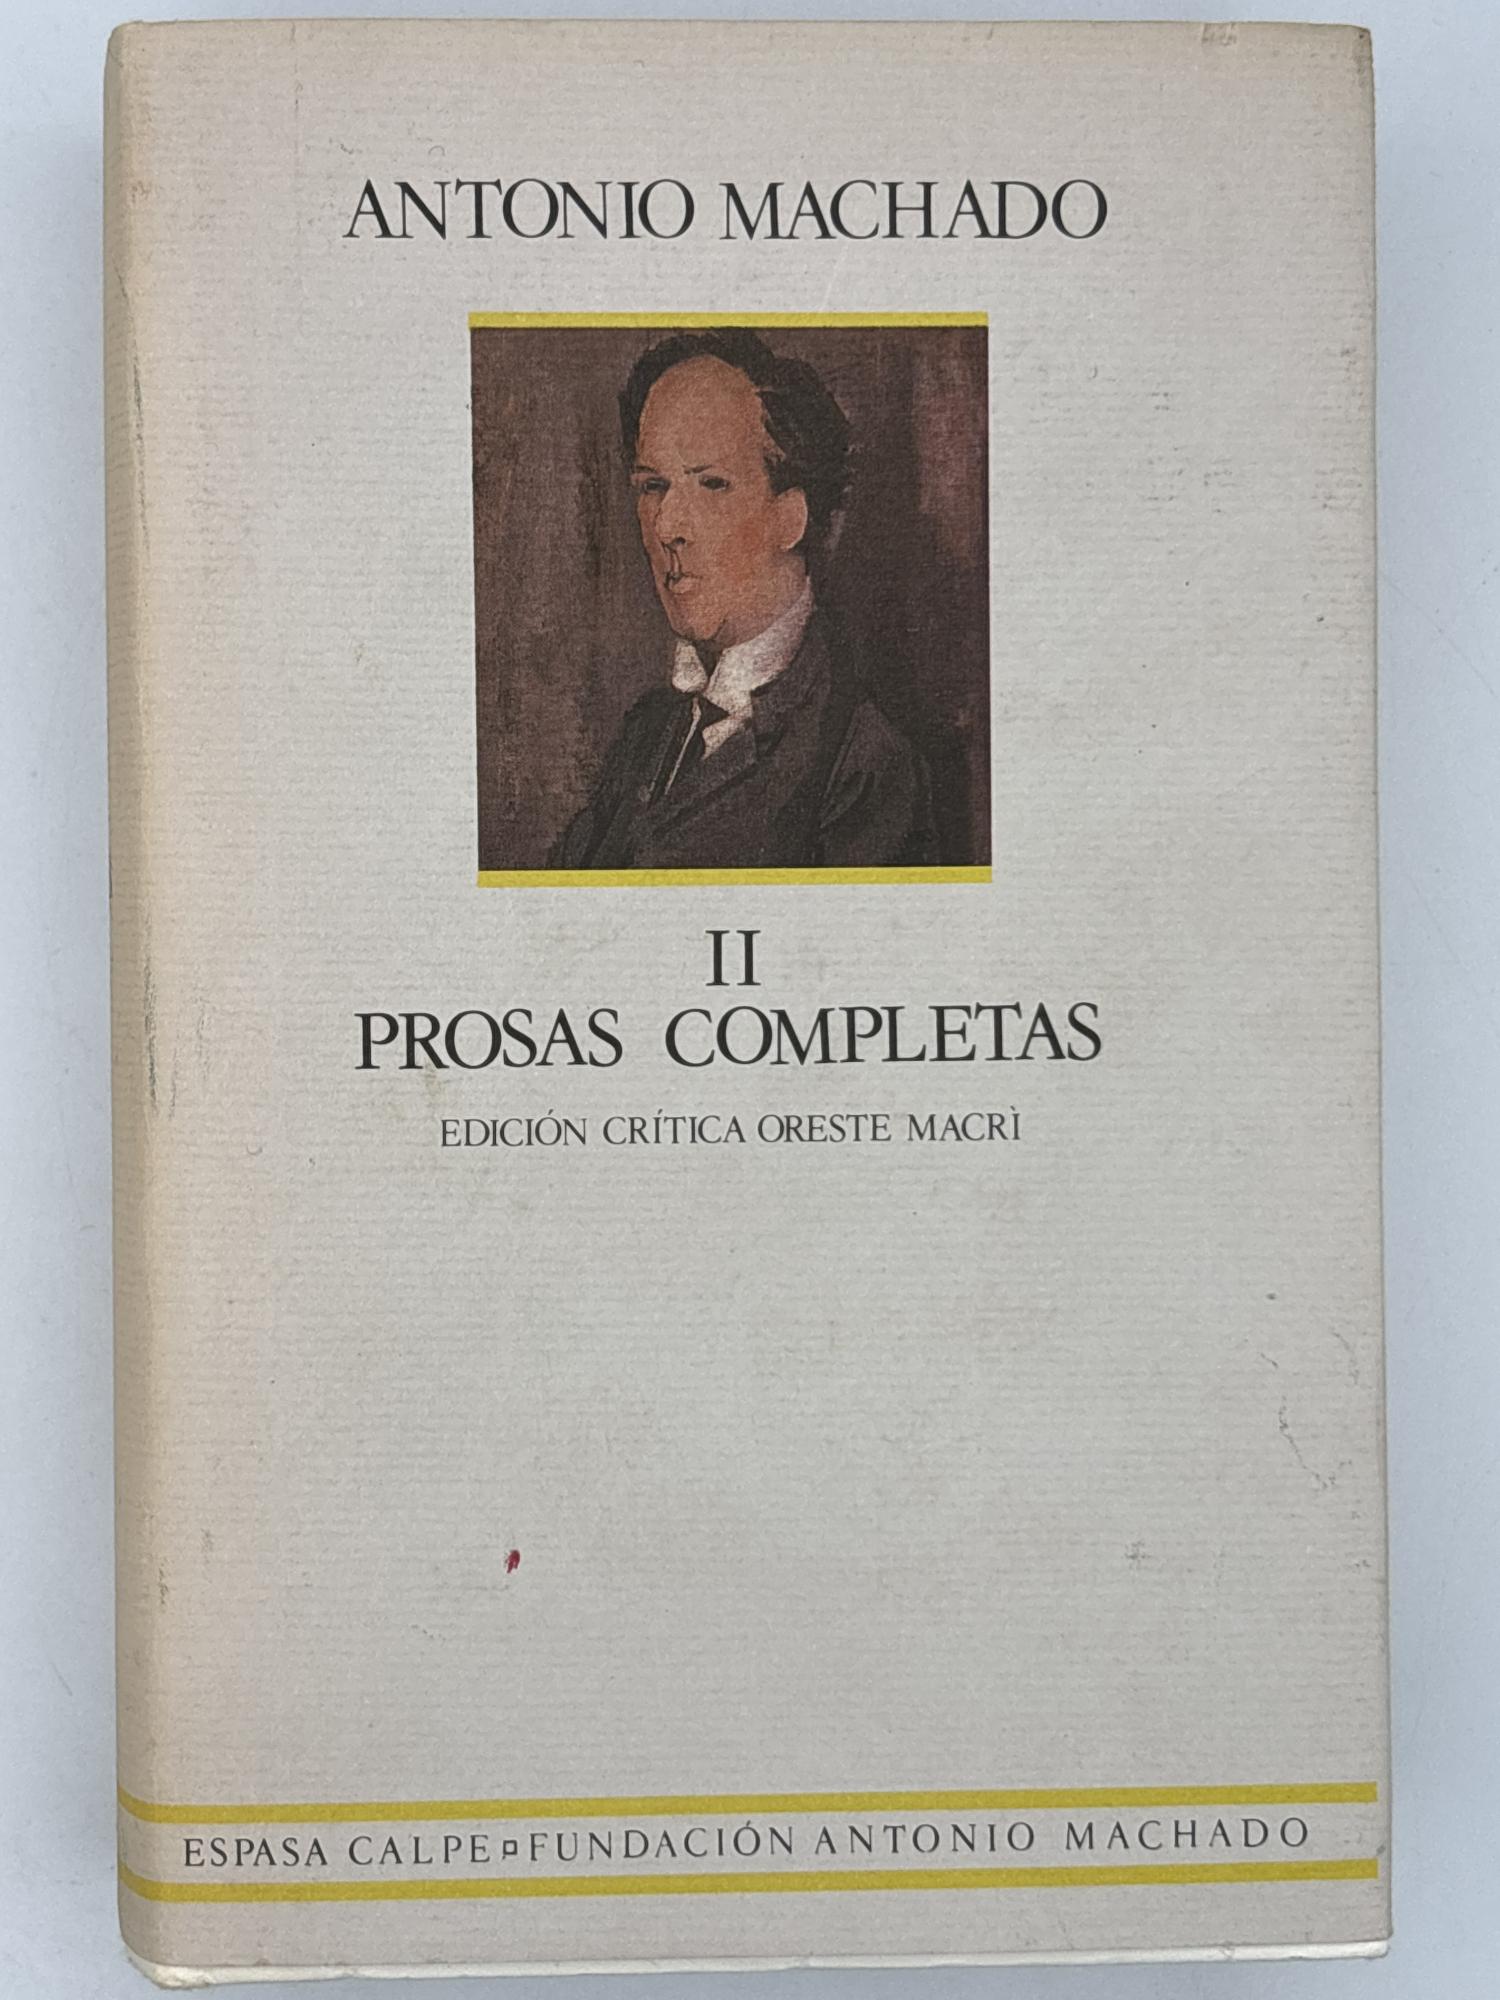 ANTONIO MACHADO
II
PROSAS COMPLETAS
EDICIÓN CRÍTICA ORESTE MACRÌ
ESPASA CALPE¤FUNDACIÓN ANTONIO MACHADO